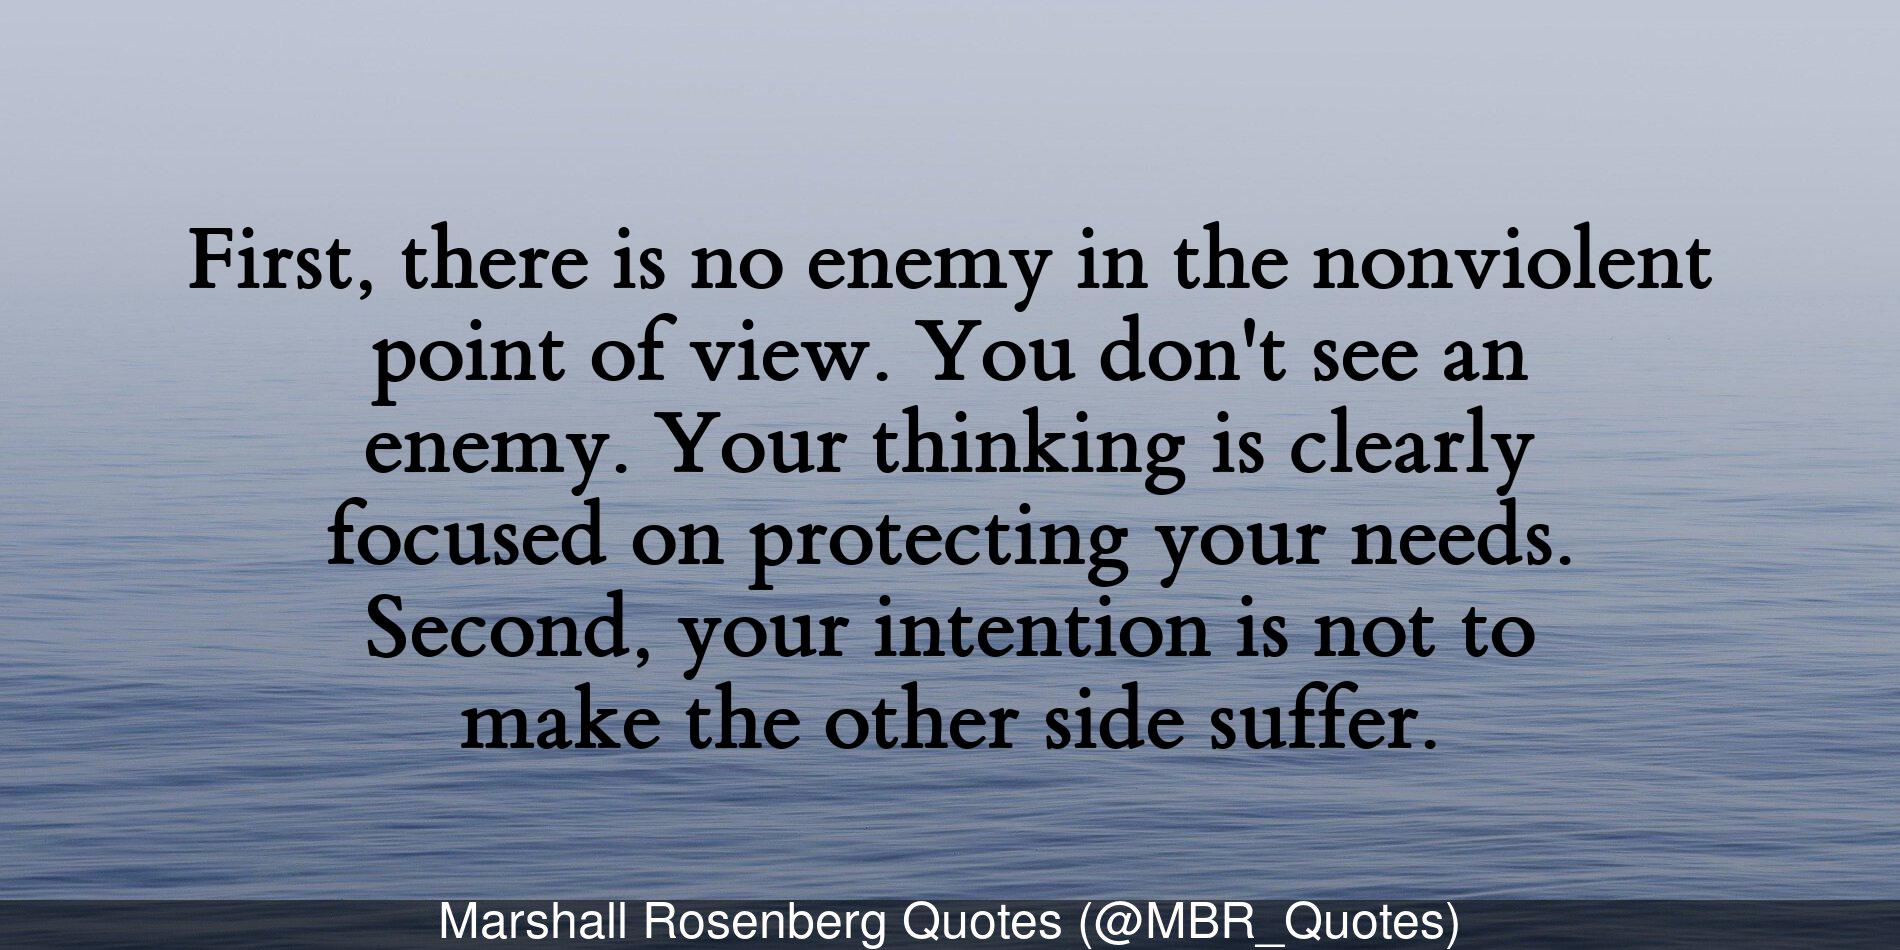 First, there is no enemy in the nonviolent
point of view. You don't see an
enemy. Your thinking is clearly
focused on protecting your needs.
Second, your intention is not to
make the other side suffer.
Marshall Rosenberg Quotes (@MBR_Quotes)